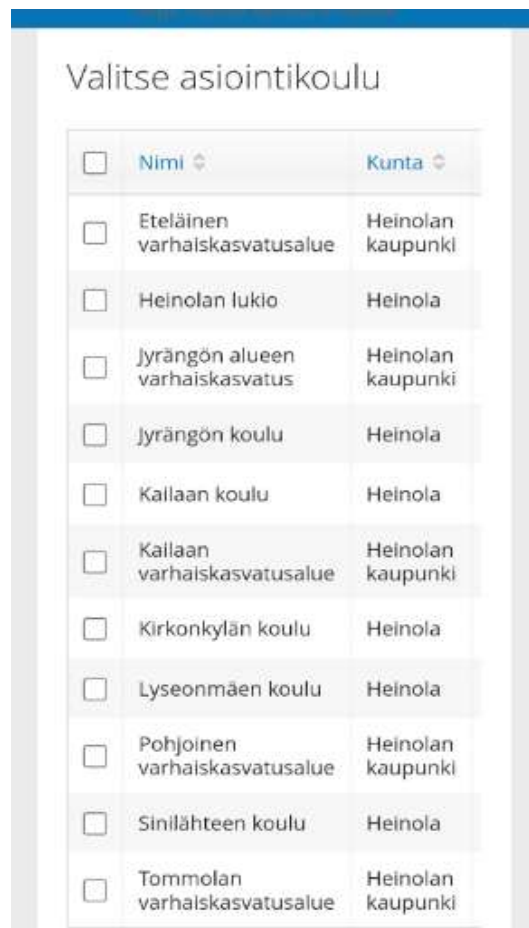 Valitse asiointikoulu
Nimi Kunta
Eteläinen Heinolan
varhaiskasvatusalue kaupunki
Heinolan lukio Heinola
Jyrängön alueen Heinolan
varhaiskasvatus kaupunki
Jyrängön koulu Heinola
Kailaan koulu Heinola
Kailaan Heinolan
varhaiskasvatusalue kaupunki
Kirkonkylän koulu Heinola
Lyseonmäen koulu Heinola
Pohjoinen Heinolan
varhaiskasvatusalue kaupunki
Sinilähteen koulu Heinola
Tommolan Heinolan
varhaiskasvatusalue kaupunki